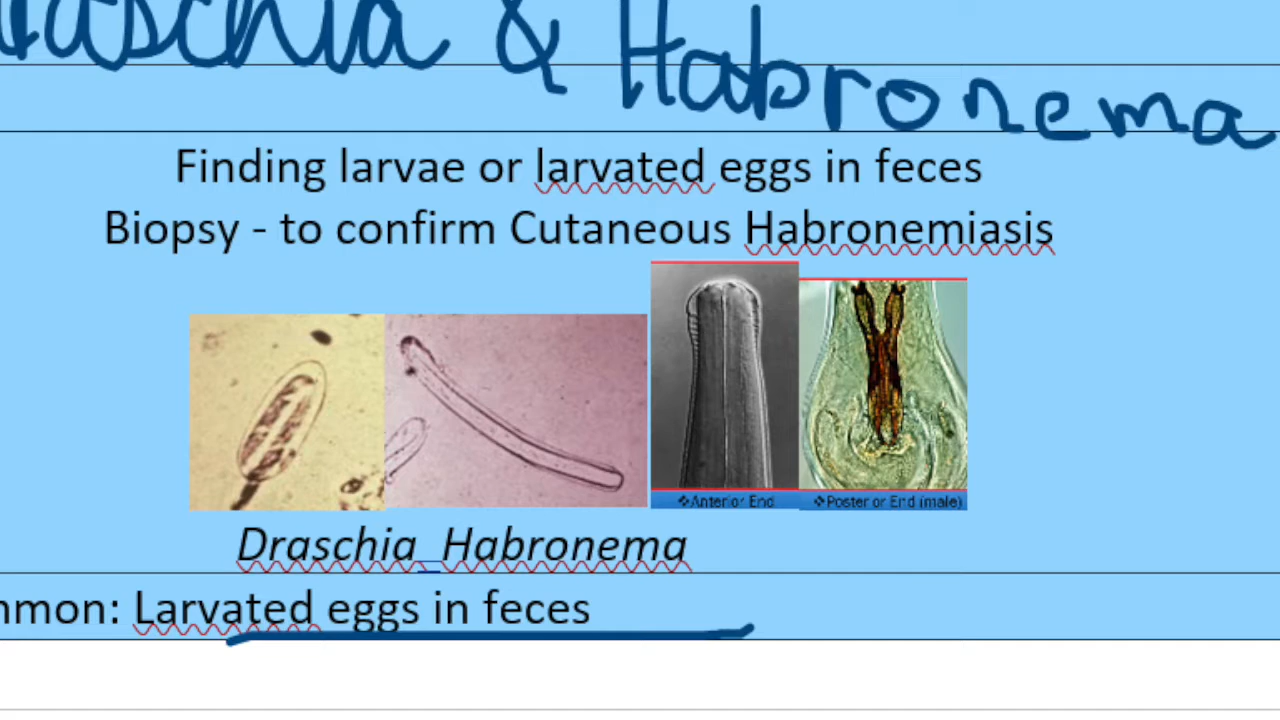 Draschia & Habronema
Finding larvae or larvated eggs in feces
Biopsy - to confirm Cutaneous Habronemiasis
❖Anterior End
❖Posterior End (male)
Draschia Habronema
mmon: Larvated eggs in feces